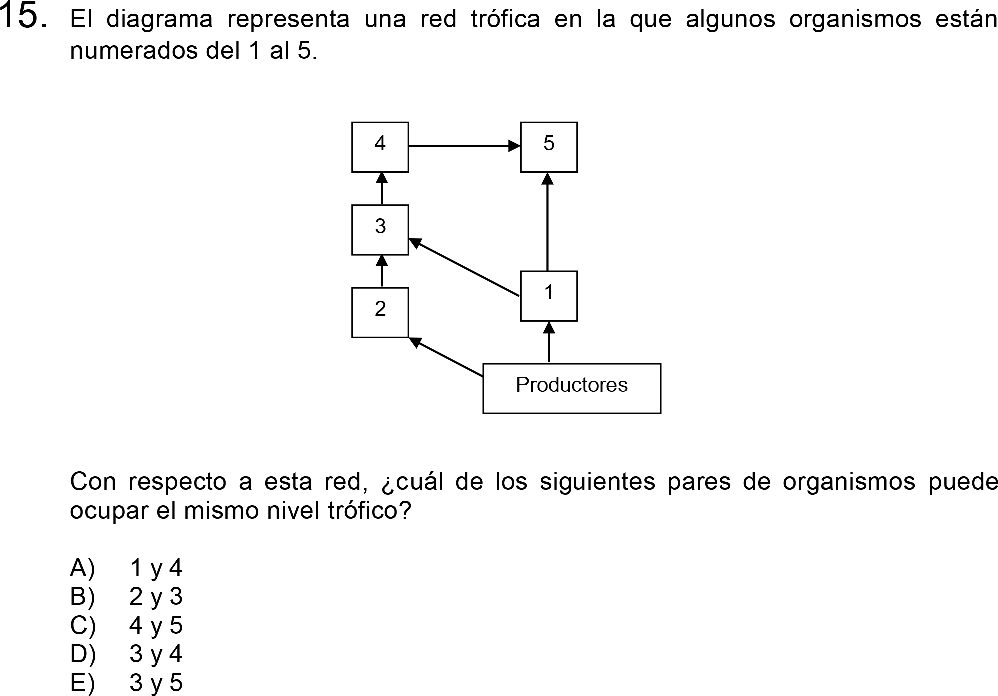 15. El diagrama representa una red trófica en la que algunos organismos están
numerados del 1 al 5.
4
5
3
1
2
Productores
Con respecto a esta red, ¿cuál de los siguientes pares de organismos puede
ocupar el mismo nivel trófico?
A) 1 y 4
B) 2 y 3
C) 4 y 5
D) 3 y 4
E) 3 y 5